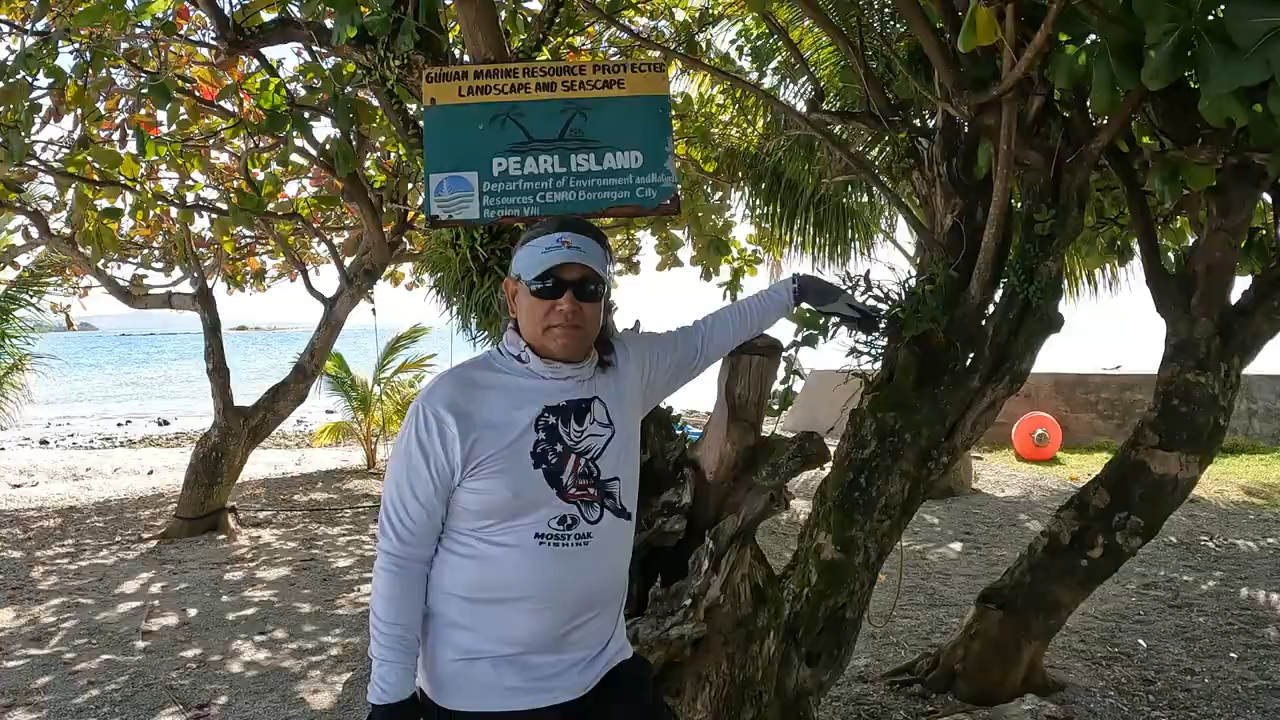 GUIUAN MARINE RESOURCE PROTECTED
LANDSCAPE AND SEASCAPE
PEARL ISLAND
Department of Environment and
Resources CENRO Borongan City
Region VIII
MOSSY OAK
FISHING